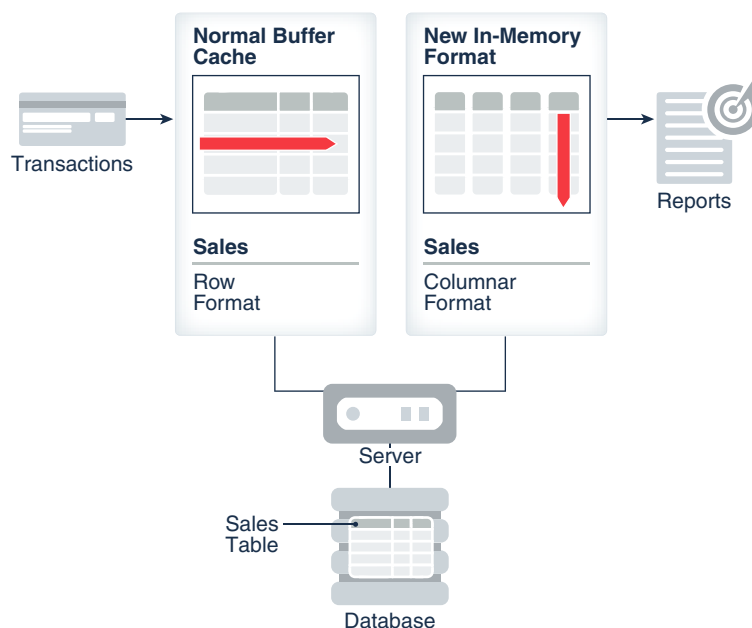 Normal Buffer
Cache
New In-Memory
Format
Transactions
Reports
Sales
Row
Format
Sales
Columnar
Format
Server
Sales
Table
Database